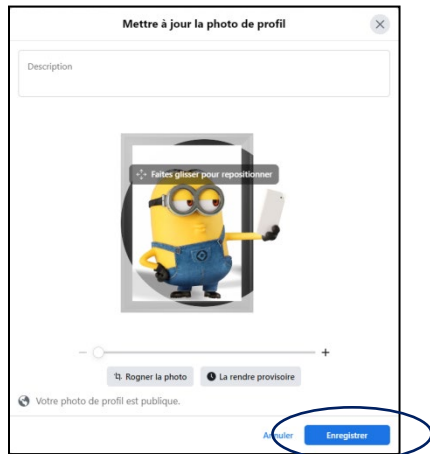 Mettre à jour la photo de profil
Description
Faites glisser pour repositionner
Rogner la photo
La rendre provisoire
Votre photo de profil est publique.
Annuler
Enregistrer